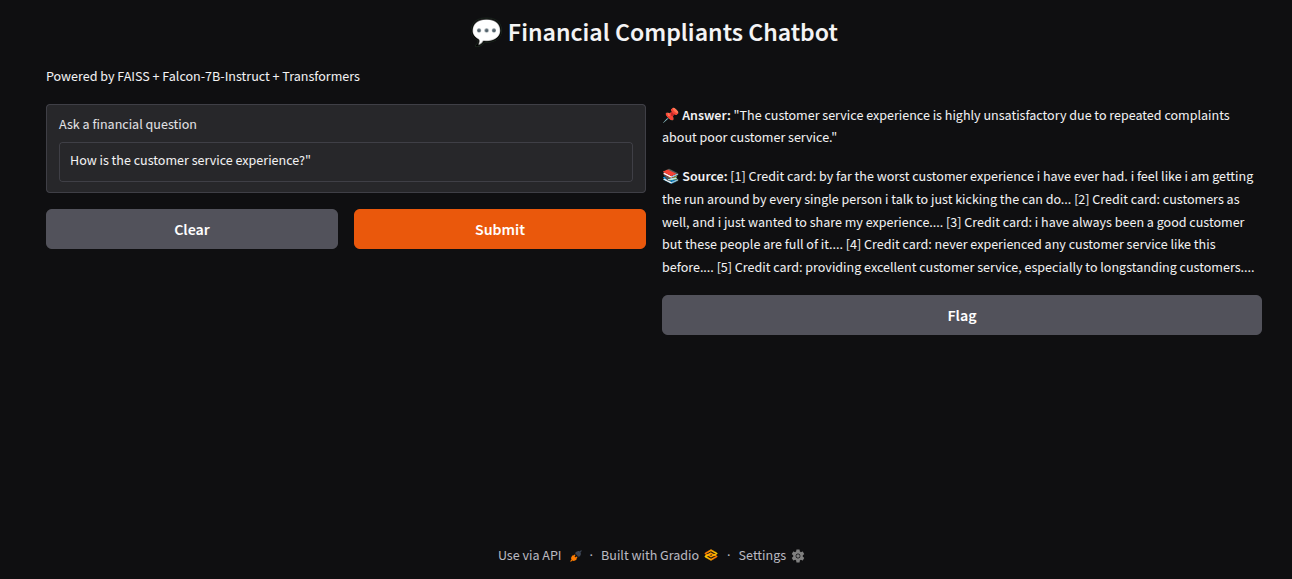 💬 Financial Compliants Chatbot
Powered by FAISS + Falcon-7B-Instruct + Transformers
Ask a financial question
How is the customer service experience?"
Clear
Submit
📌 Answer: "The customer service experience is highly unsatisfactory due to repeated complaints
about poor customer service."
📚 Source: [1] Credit card: by far the worst customer experience i have ever had. i feel like i am getting
the run around by every single person i talk to just kicking the can do... [2] Credit card: customers as
well, and i just wanted to share my experience.... [3] Credit card: i have always been a good customer
but these people are full of it.... [4] Credit card: never experienced any customer service like this
before.... [5] Credit card: providing excellent customer service, especially to longstanding customers....
Flag
Use via API 🚀 · Built with Gradio · Settings ⚙️